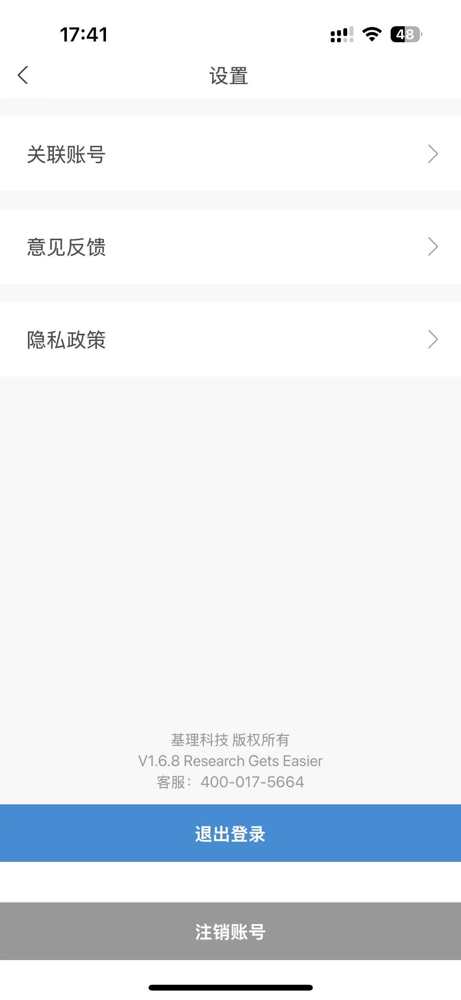 17:41
48
设置
关联账号
意见反馈
隐私政策
基理科技 版权所有
V1.6.8 Research Gets Easier
客服：400-017-5664
退出登录
注销账号